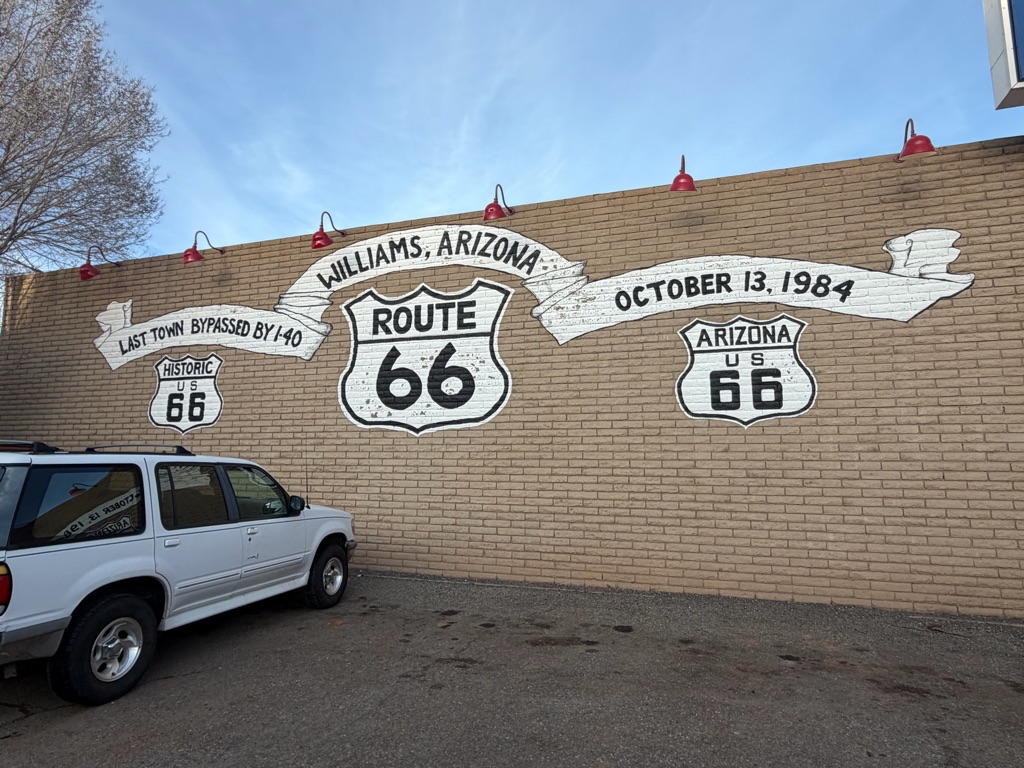 WILLIAMS, ARIZONA
LAST TOWN BYPASSED BY I-40
OCTOBER 13, 1984
HISTORIC
US
66
ROUTE
66
ARIZONA
US
66